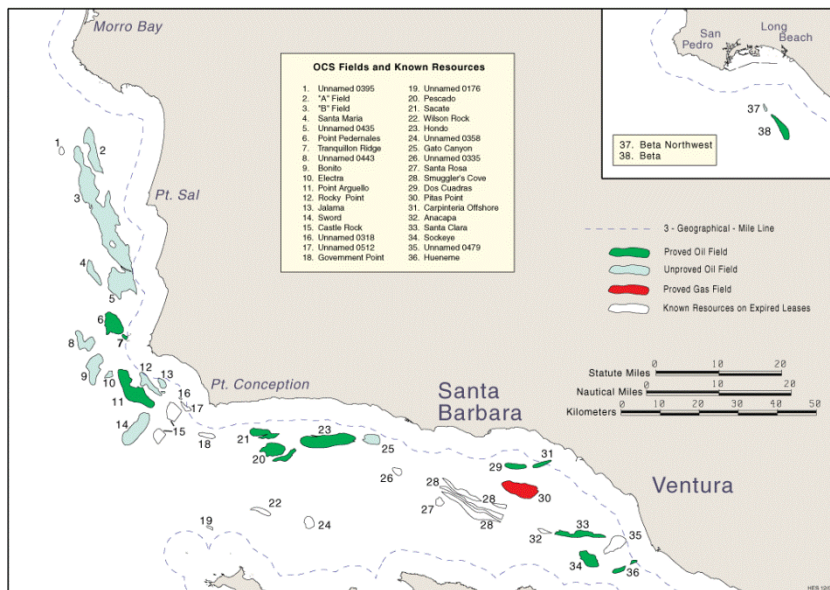 Morro Bay
San
Pedro
Long
Beach
OCS Fields and Known Resources
1. Unnamed 0395
2. "A" Field
3. "B" Field
4. Santa Maria
5. Unnamed 0435
6. Point Pedernales
7. Tranquillon Ridge
8. Unnamed 0443
9. Bonito
10. Electra
11. Point Arguello
12. Rocky Point
13. Jalama
14. Sword
15. Castle Rock
16. Unnamed 0318
17. Unnamed 0512
18. Government Point
19. Unnamed 0176
20. Pescado
21. Sacate
22. Wilson Rock
23. Hondo
24. Unnamed 0358
25. Gato Canyon
26. Unnamed 0335
27. Santa Rosa
28. Smuggler's Cove
29. Dos Cuadras
30. Pitas Point
31. Carpinteria Offshore
32. Anacapa
33. Santa Clara
34. Sockeye
35. Unnamed 0479
36. Hueneme
37
38
37. Beta Northwest
38. Beta
1
2
3
Pt. Sal
4
5
6
7
8
9
10
11
12
13
14
15
16
17
18
Pt. Conception
3 - Geographical - Mile Line
Proved Oil Field
Unproved Oil Field
Proved Gas Field
Known Resources on Expired Leases
0 10 20
Statute Miles
0 10 20
Nautical Miles
0 10 20 30 40 50
Kilometers
Santa
Barbara
21
20
23
25
26
22
24
19
27
28
28
28
29
31
30
Ventura
32
33
34
35
36